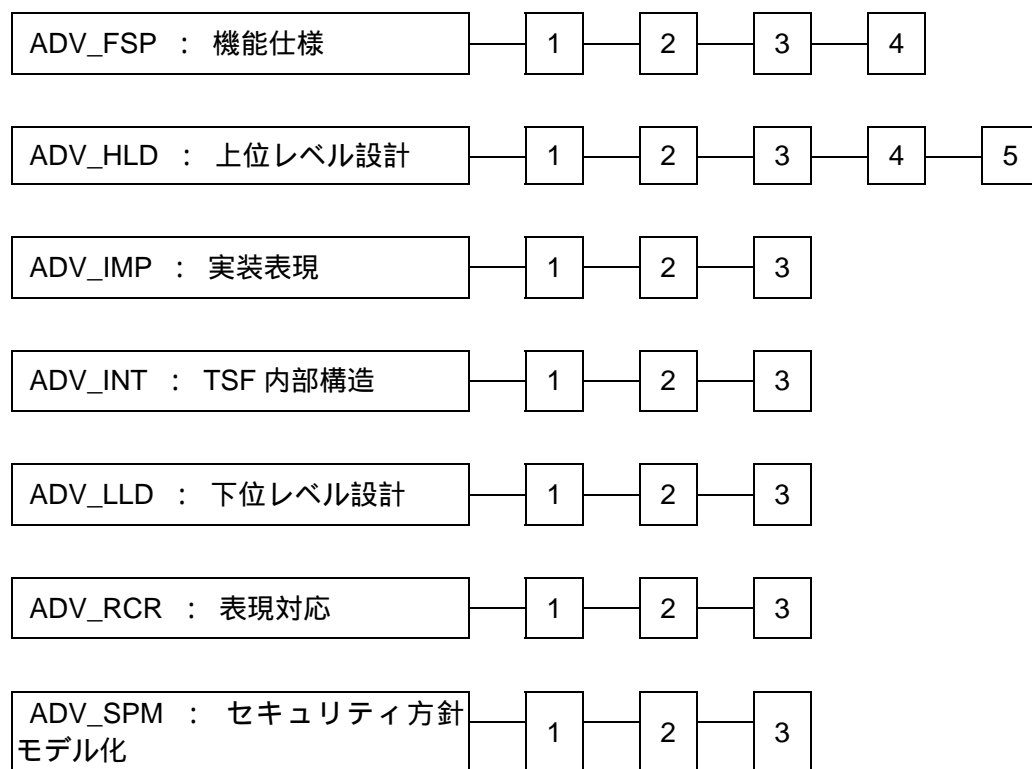 ADV_FSP : 機能仕様 1 2 3 4
ADV_HLD : 上位レベル設計 1 2 3 4 5
ADV_IMP : 実装表現 1 2 3
ADV_INT : TSF 内部構造 1 2 3
ADV_LLD : 下位レベル設計 1 2 3
ADV_RCR : 表現対応 1 2 3
ADV_SPM : セキュリティ方針
モデル化 1 2 3